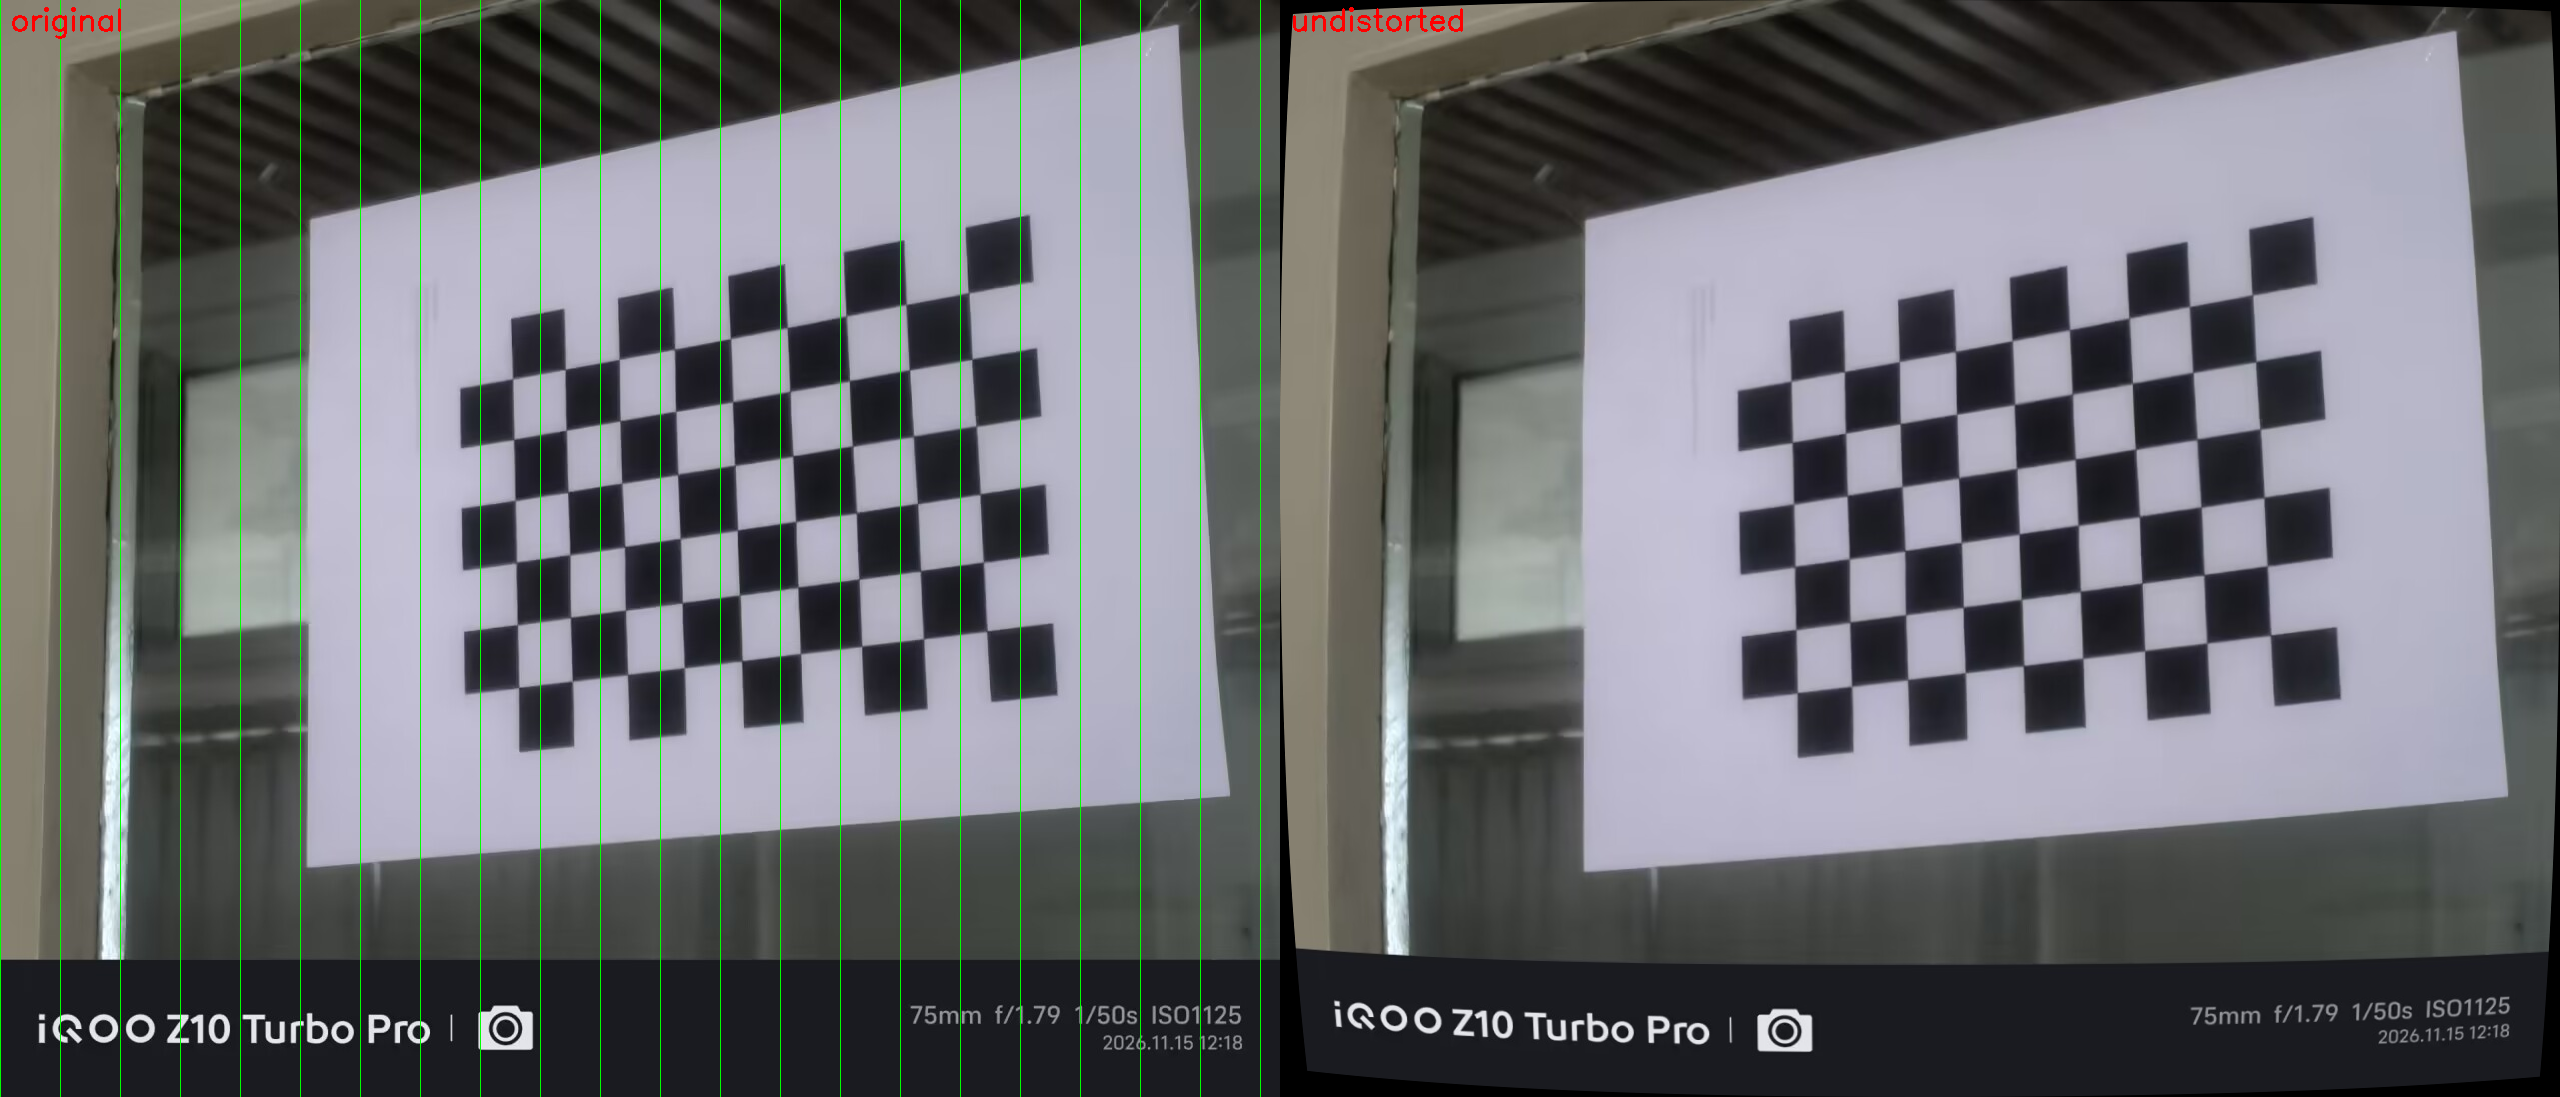 original
iQOO Z10 Turbo Pro
75mm f/1.79 1/50s ISO1125
2026.11.15 12:18
undistorted
iQOO Z10 Turbo Pro
75mm f/1.79 1/50s ISO1125
2026.11.15 12:18